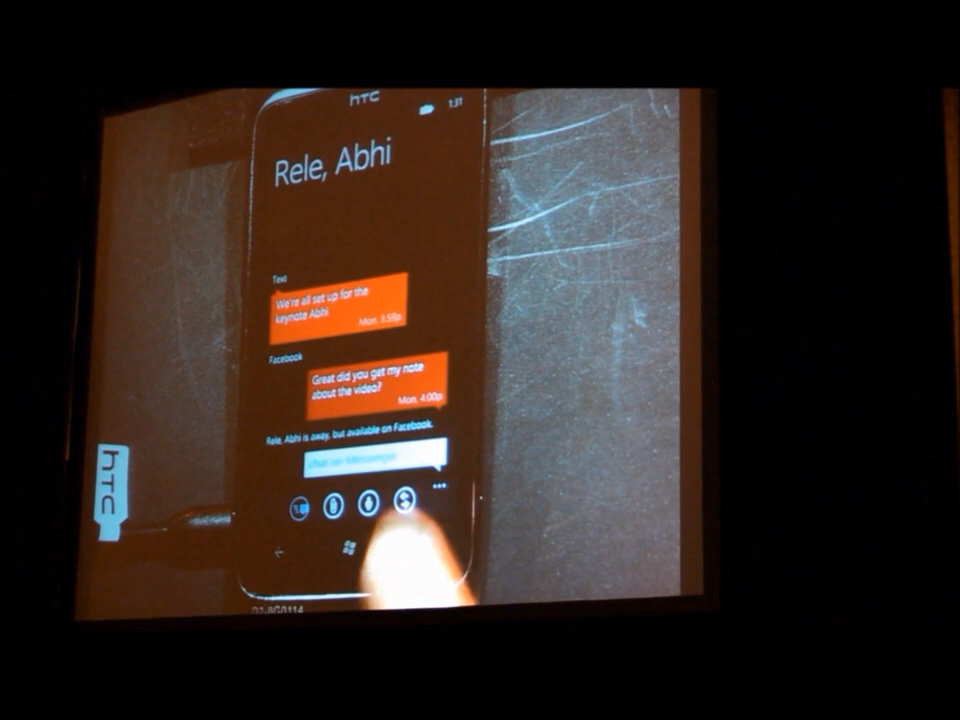 hTC
1:31
Rele, Abhi
Text
We're all set up for the
keynote Abhi
Mon, 3:59p
Facebook
Great did you get my note
about the video?
Mon, 4:00p
Rele, Abhi is away, but available on Facebook.
chat on Messenger
hTC